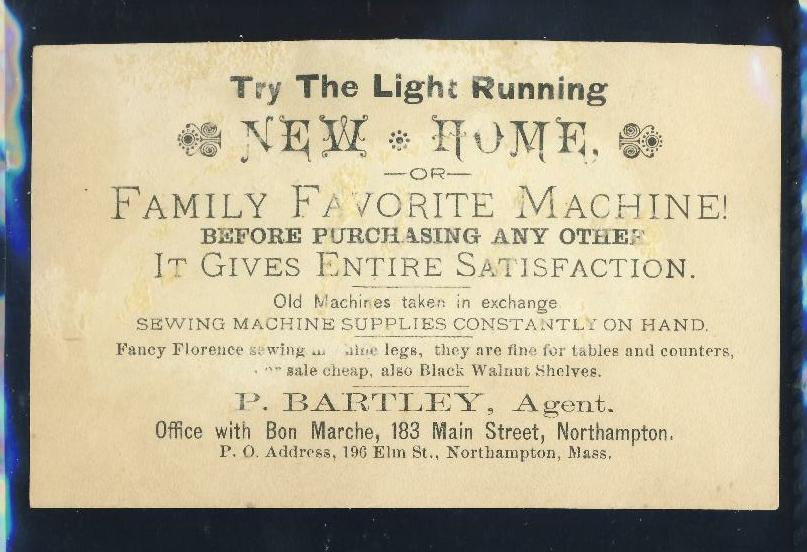 Try The Light Running
NEW HOME,
—OR—
FAMILY FAVORITE MACHINE!
BEFORE PURCHASING ANY OTHER
IT GIVES ENTIRE SATISFACTION.
Old Machines taken in exchange
SEWING MACHINE SUPPLIES CONSTANTLY ON HAND.
Fancy Florence sewing machine legs, they are fine for tables and counters,
sale cheap, also Black Walnut Shelves.
P. BARTLEY, Agent.
Office with Bon Marche, 183 Main Street, Northampton.
P. O. Address, 196 Elm St., Northampton, Mass.